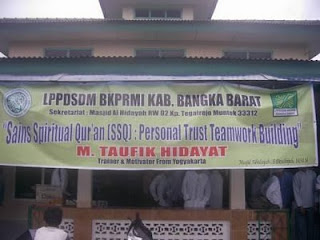 LPPDSDM BKPRMI KAB. BANGKA BARAT
Sekretariat : Masjid Al Hidayah RW 02 Kp. Tegalrejo Muntok 33312
"Sains Spiritual Qur'an (SSQ) : Personal Trust Teamwork Building"
M. TAUFIK HIDAYAT
Trainer & Motivator From Yogyakarta